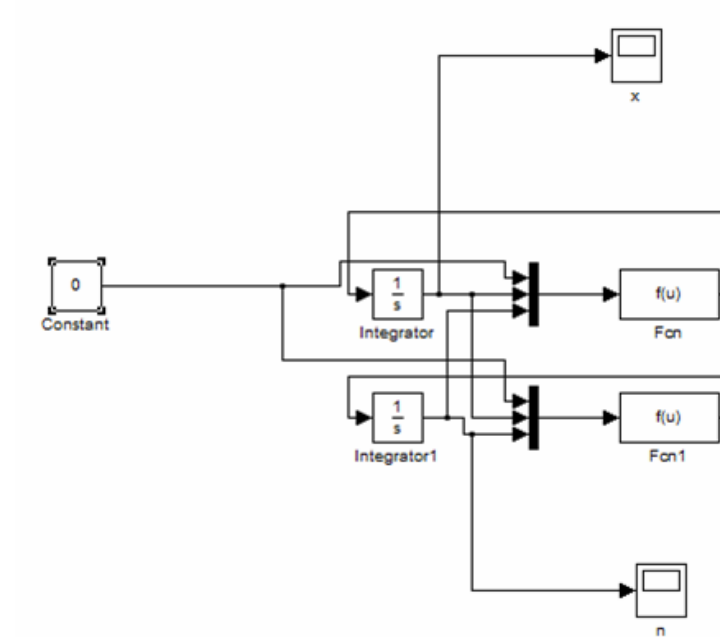 x
0
Constant
1
s
Integrator
f(u)
Fcn
1
s
Integrator1
f(u)
Fcn1
n